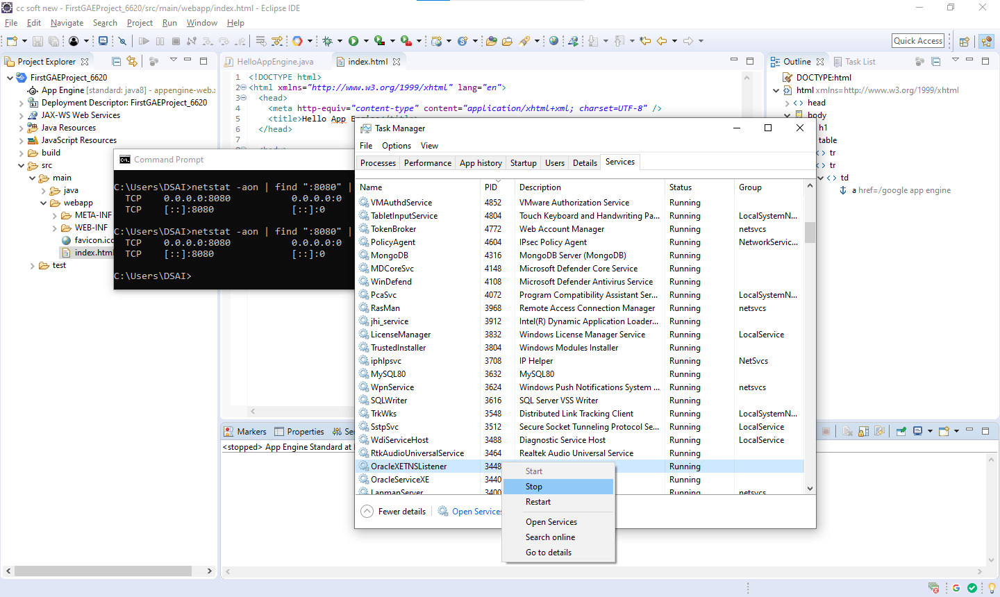 cc soft new - FirstGAEProject_6620/src/main/webapp/index.html - Eclipse IDE
File Edit Navigate Search Project Run Window Help
Quick Access
Project Explorer
FirstGAEProject_6620
App Engine [standard: java8] - appengine-web.
Deployment Descriptor: FirstGAEProject_6620
JAX-WS Web Services
Java Resources
JavaScript Resources
build
src
main
java
webapp
META-INF
WEB-INF
favicon.ico
index.html
test
HelloAppEngine.java index.html
1 <!DOCTYPE html>
2 <html xmlns="http://www.w3.org/1999/xhtml" lang="en">
3 <head>
4 <meta http-equiv="content-type" content="application/xhtml+xml; charset=UTF-8" />
5 <title>Hello App Engine</title>
6 </head>
7
8 <body>
Outline Task List
DOCTYPE:html
html xmlns=http://www.w3.org/1999/xhtml
head
body
h1
table
tr
tr
td
a href=/google app engine
Command Prompt
C:\Users\DSAI>netstat -aon | find ":8080" |
TCP 0.0.0.0:8080 0.0.0.0:0
TCP [::]:8080 [::]:0
C:\Users\DSAI>netstat -aon | find ":8080" |
TCP 0.0.0.0:8080 0.0.0.0:0
TCP [::]:8080 [::]:0
C:\Users\DSAI>
Task Manager
File Options View
Processes Performance App history Startup Users Details Services
Name PID Description Status Group
VMAuthdService 4852 VMware Authorization Service Running
TabletInputService 4804 Touch Keyboard and Handwriting Pa... Running LocalSystemN...
TokenBroker 4772 Web Account Manager Running netsvcs
PolicyAgent 4604 IPsec Policy Agent Running NetworkServic...
MongoDB 4316 MongoDB Server (MongoDB) Running
MDCoreSvc 4148 Microsoft Defender Core Service Running
WinDefend 4108 Microsoft Defender Antivirus Service Running
PcaSvc 4072 Program Compatibility Assistant Ser... Running LocalSystemN...
RasMan 3968 Remote Access Connection Manager Running netsvcs
jhi_service 3912 Intel(R) Dynamic Application Loader... Running
LicenseManager 3832 Windows License Manager Service Running LocalService
TrustedInstaller 3804 Windows Modules Installer Running
iphlpsvc 3708 IP Helper Running NetSvcs
MySQL80 3632 MySQL80 Running
WpnService 3624 Windows Push Notifications System ... Running netsvcs
SQLWriter 3616 SQL Server VSS Writer Running
TrkWks 3548 Distributed Link Tracking Client Running LocalSystemN...
SstpSvc 3512 Secure Socket Tunneling Protocol Se... Running LocalService
WdiServiceHost 3488 Diagnostic Service Host Running LocalService
RtkAudioUniversalService 3464 Realtek Audio Universal Service Running
OracleXETNSListener 3448 Running
OracleServiceXE 3440 Running
LanmanServer 3400 Running netsvcs
Fewer details Open Services
Start
Stop
Restart
Open Services
Search online
Go to details
Markers Properties Se
<stopped> App Engine Standard at